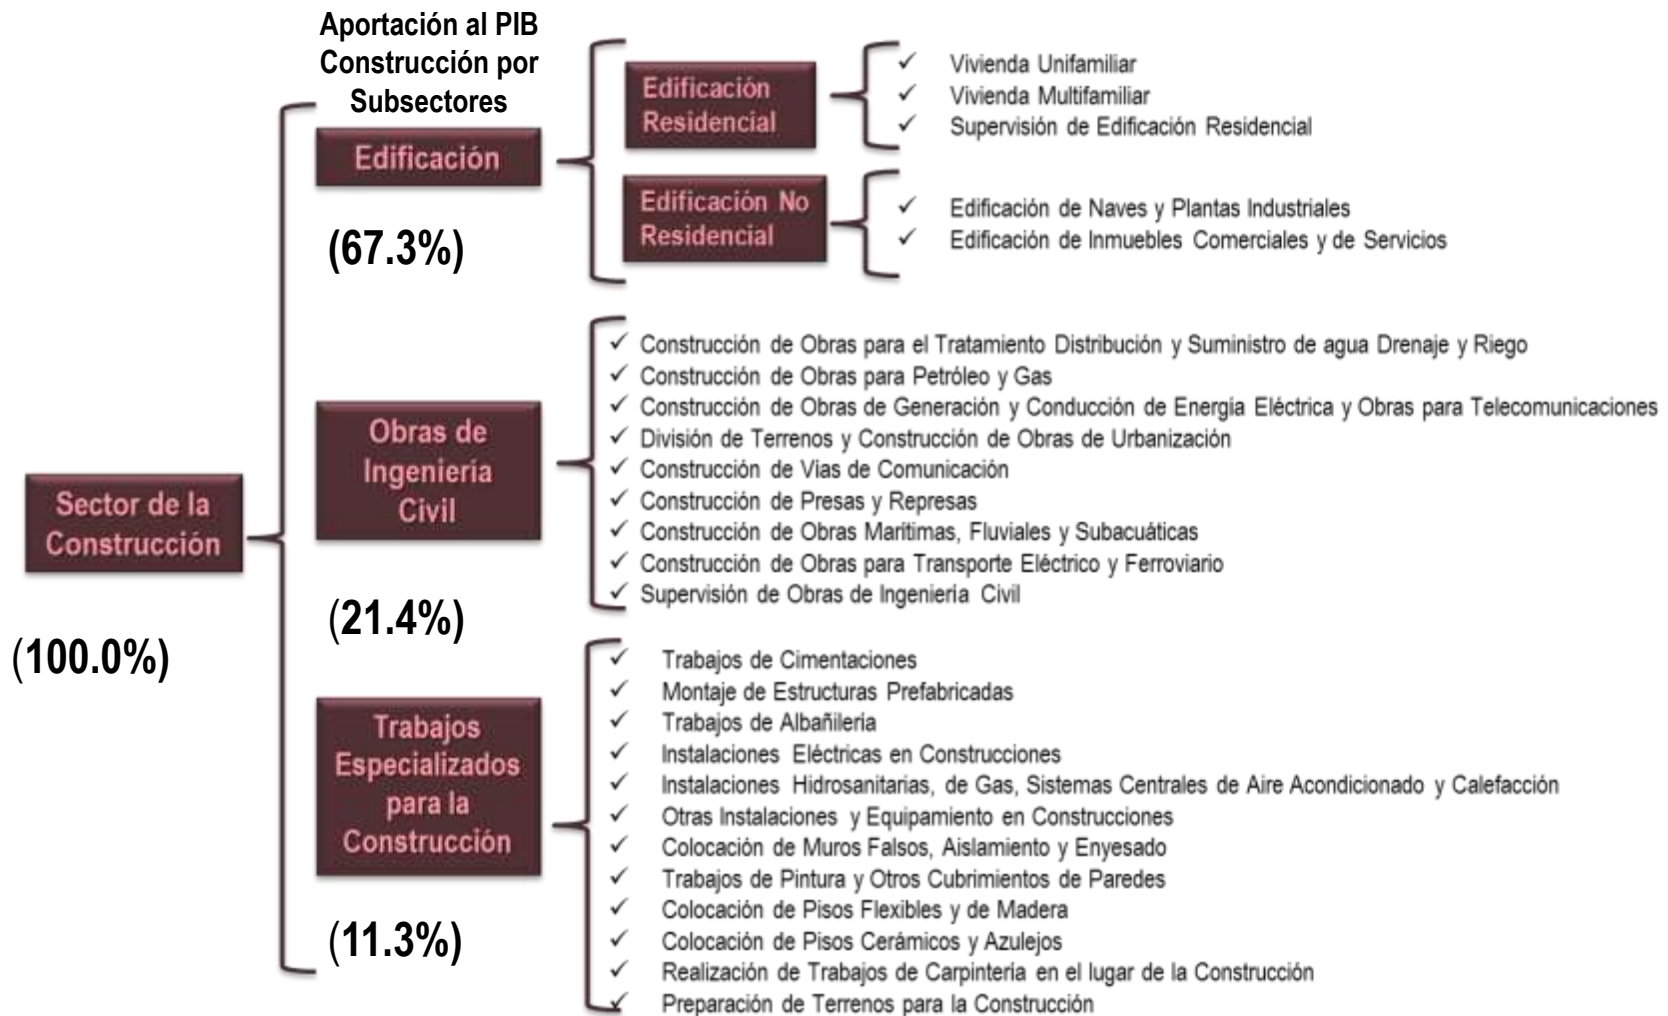 Aportación al PIB
Construcción por
Subsectores
Sector de la
Construcción
(100.0%)
Edificación
(67.3%)
Edificación
Residencial
✓ Vivienda Unifamiliar
✓ Vivienda Multifamiliar
✓ Supervisión de Edificación Residencial
Edificación No
Residencial
✓ Edificación de Naves y Plantas Industriales
✓ Edificación de Inmuebles Comerciales y de Servicios
Obras de
Ingeniería
Civil
(21.4%)
✓ Construcción de Obras para el Tratamiento Distribución y Suministro de agua Drenaje y Riego
✓ Construcción de Obras para Petróleo y Gas
✓ Construcción de Obras de Generación y Conducción de Energía Eléctrica y Obras para Telecomunicaciones
✓ División de Terrenos y Construcción de Obras de Urbanización
✓ Construcción de Vías de Comunicación
✓ Construcción de Presas y Represas
✓ Construcción de Obras Marítimas, Fluviales y Subacuáticas
✓ Construcción de Obras para Transporte Eléctrico y Ferroviario
✓ Supervisión de Obras de Ingeniería Civil
Trabajos
Especializados
para la
Construcción
(11.3%)
✓ Trabajos de Cimentaciones
✓ Montaje de Estructuras Prefabricadas
✓ Trabajos de Albañilería
✓ Instalaciones Eléctricas en Construcciones
✓ Instalaciones Hidrosanitarias, de Gas, Sistemas Centrales de Aire Acondicionado y Calefacción
✓ Otras Instalaciones y Equipamiento en Construcciones
✓ Colocación de Muros Falsos, Aislamiento y Enyesado
✓ Trabajos de Pintura y Otros Cubrimientos de Paredes
✓ Colocación de Pisos Flexibles y de Madera
✓ Colocación de Pisos Cerámicos y Azulejos
✓ Realización de Trabajos de Carpintería en el lugar de la Construcción
✓ Preparación de Terrenos para la Construcción